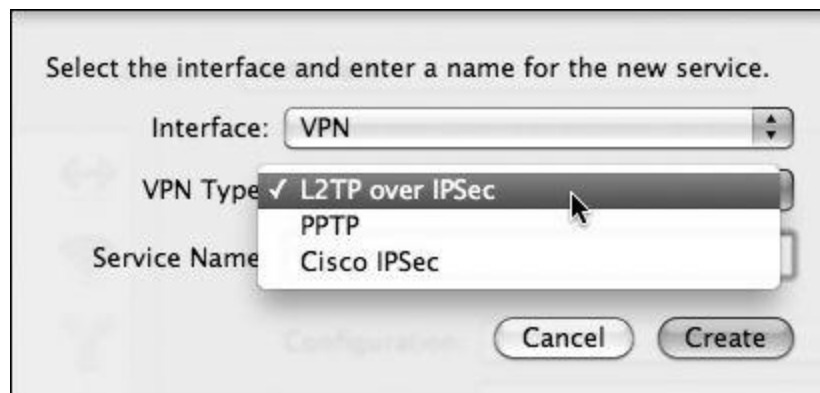 Select the interface and enter a name for the new service.
Interface: VPN
VPN Type ✓ L2TP over IPSec
PPTP
Service Name
Cisco IPSec
Cancel Create
Configuration: